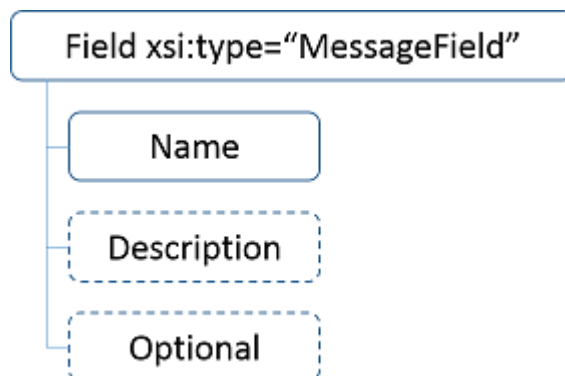 Field xsi:type=“MessageField”
Name
Description
Optional